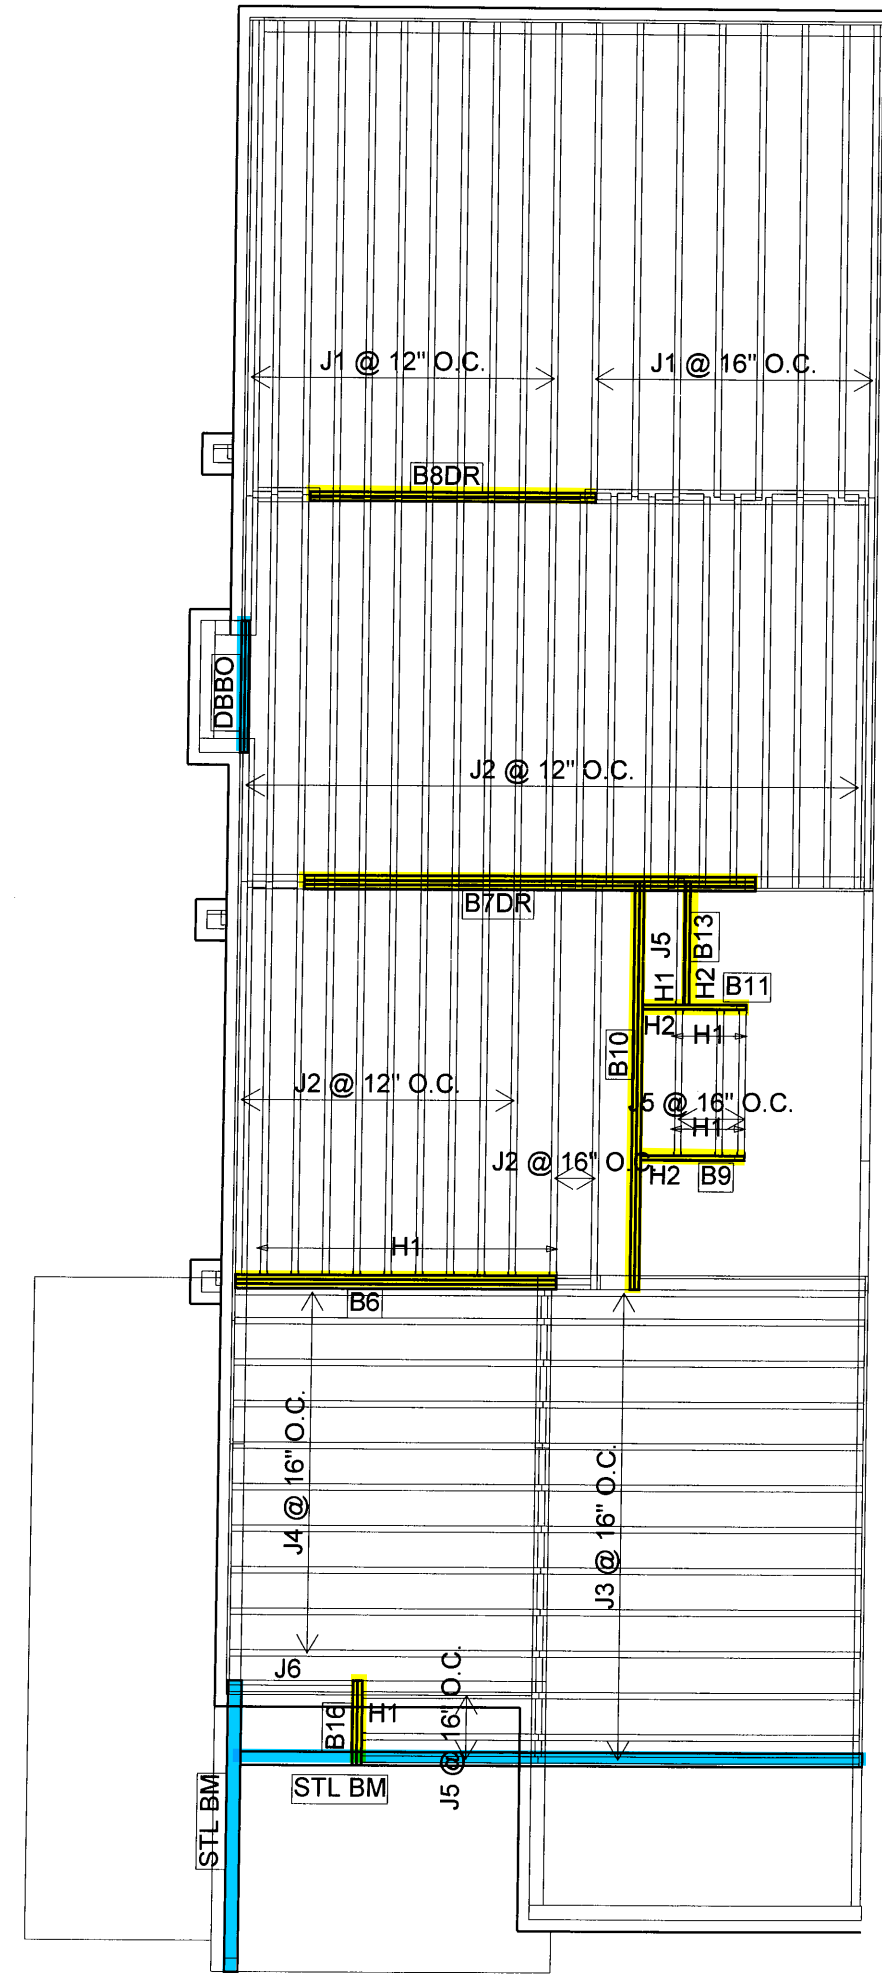 J1 @ 12" O.C.
J1 @ 16" O.C.
B8DR
DBBO
J2 @ 12" O.C.
B7DR
J5
B13
H1
H2
B11
H2
H1
B10
J2 @ 12" O.C.
J5 @ 16" O.C.
H1
J2 @ 16" O.C
H2
B9
H1
B6
J4 @ 16" O.C.
J3 @ 16" O.C.
J6
B16
H1
J5 @ 16" O.C.
STL BM
STL BM